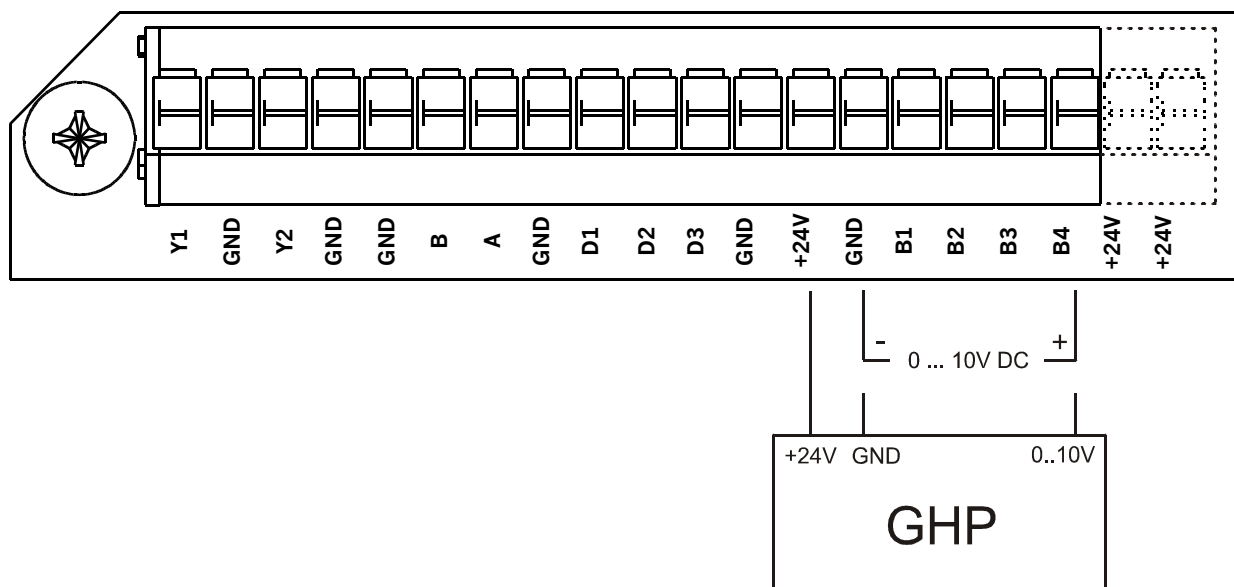 Y1 GND Y2 GND GND B A GND D1 D2 D3 GND +24V GND B1 B2 B3 B4 +24V +24V
- +
0 ... 10V DC
+24V GND 0..10V
GHP